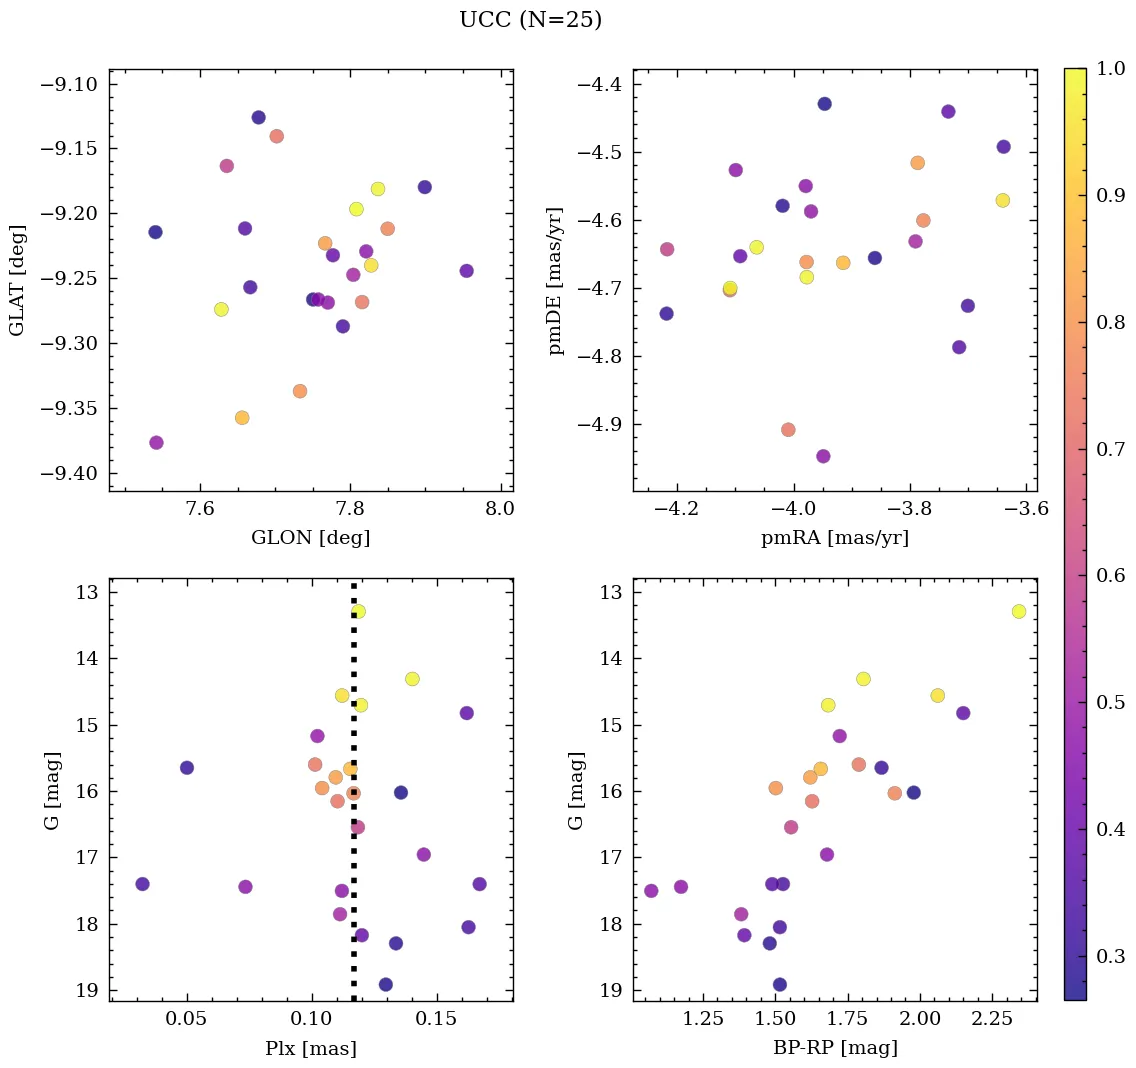 UCC (N=25)
−9.10
−9.15
−9.20
−9.25
−9.30
−9.35
−9.40
GLAT [deg]
7.6 7.8 8.0
GLON [deg]
−4.4
−4.5
−4.6
−4.7
−4.8
−4.9
pmDE [mas/yr]
−4.2 −4.0 −3.8 −3.6
pmRA [mas/yr]
13
14
15
16
17
18
19
G [mag]
0.05 0.10 0.15
Plx [mas]
13
14
15
16
17
18
19
G [mag]
1.25 1.50 1.75 2.00 2.25
BP-RP [mag]
1.0
0.9
0.8
0.7
0.6
0.5
0.4
0.3